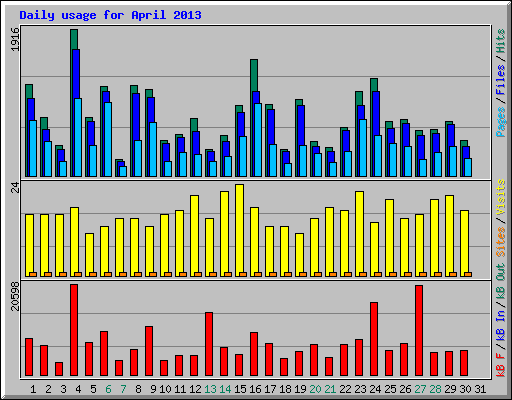 Daily usage for April 2013
1916
24
20598
Pages / Files / Hits
Sites / Visits
kB F / kB In / kB Out
1 2 3 4 5 6 7 8 9 10 11 12 13 14 15 16 17 18 19 20 21 22 23 24 25 26 27 28 29 30 31